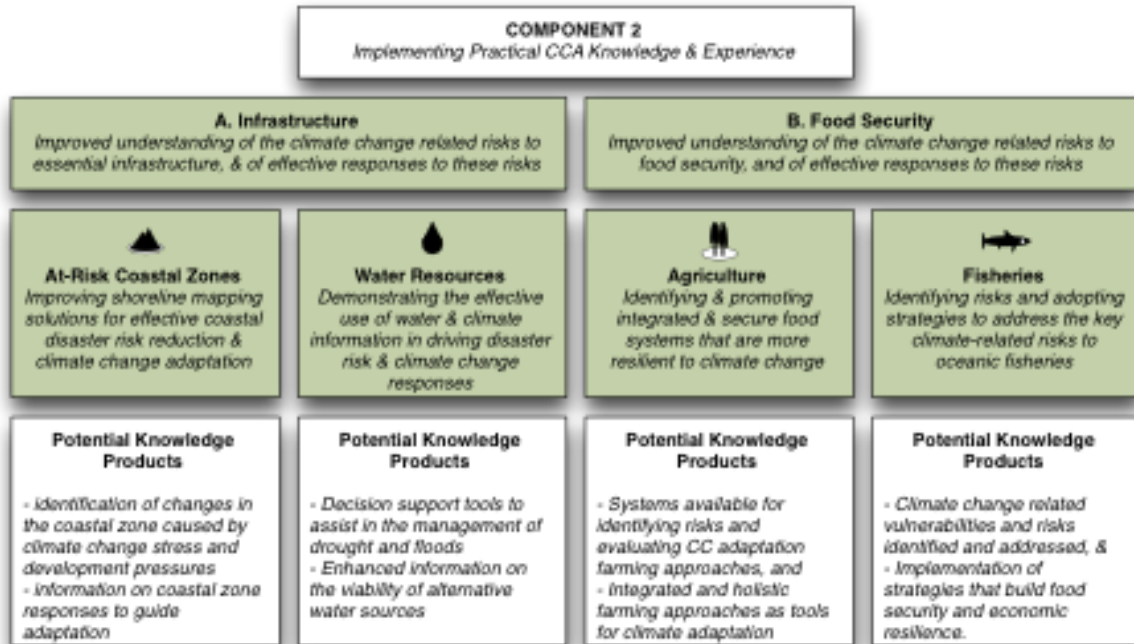 COMPONENT 2
Implementing Practical CCA Knowledge & Experience
A. Infrastructure
Improved understanding of the climate change related risks to
essential infrastructure, & of effective responses to these risks
B. Food Security
Improved understanding of the climate change related risks to
food security, and of effective responses to these risks
At-Risk Coastal Zones
Improving shoreline mapping
solutions for effective coastal
disaster risk reduction &
climate change adaptation
Water Resources
Demonstrating the effective
use of water & climate
information in driving disaster
risk & climate change
responses
Agriculture
Identifying & promoting
integrated & secure food
systems that are more
resilient to climate change
Fisheries
Identifying risks and adopting
strategies to address the key
climate-related risks to
oceanic fisheries
Potential Knowledge
Products
- identification of changes in
the coastal zone caused by
climate change stress and
development pressures
- information on coastal zone
responses to guide
adaptation
Potential Knowledge
Products
- Decision support tools to
assist in the management of
drought and floods
- Enhanced information on
the viability of alternative
water sources
Potential Knowledge
Products
- Systems available for
identifying risks and
evaluating CC adaptation
farming approaches, and
- Integrated and holistic
farming approaches as tools
for climate adaptation
Potential Knowledge
Products
- Climate change related
vulnerabilities and risks
identified and addressed, &
- Implementation of
strategies that build food
security and economic
resilience.